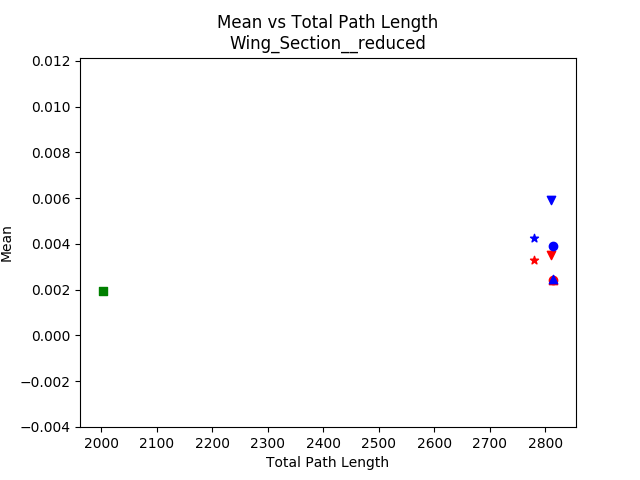 Mean vs Total Path Length
Wing_Section__reduced
0.012
0.010
0.008
0.006
0.004
0.002
0.000
−0.002
−0.004
Mean
2000 2100 2200 2300 2400 2500 2600 2700 2800
Total Path Length